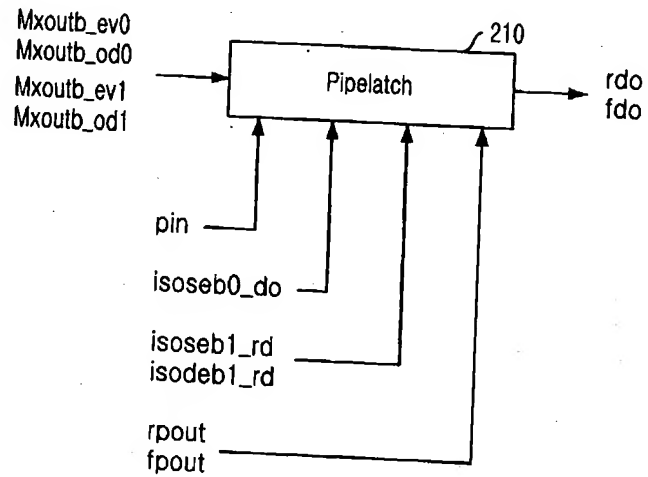 Mxoutb_ev0
Mxoutb_od0
Mxoutb_ev1
Mxoutb_od1
210
Pipelatch
rdo
fdo
pin
isoseb0_do
isoseb1_rd
isodeb1_rd
rpout
fpout